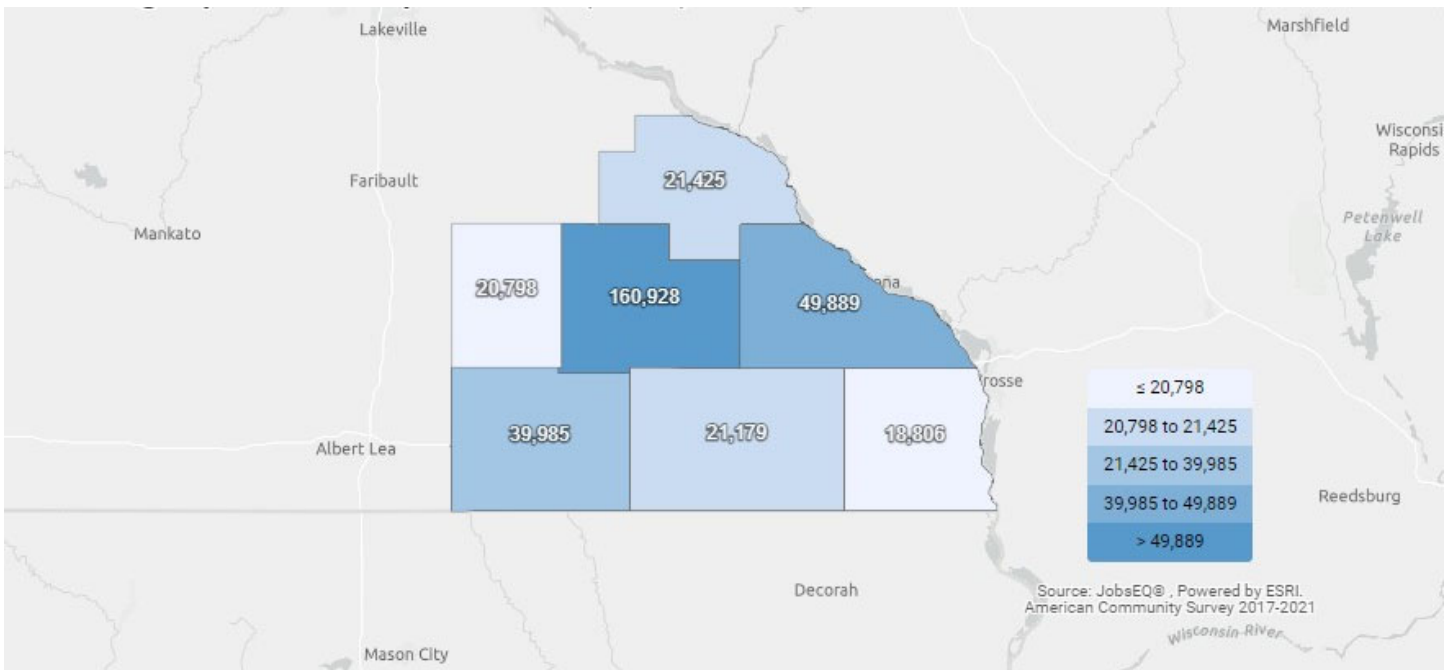 Lakeville
Marshfield
Wisconsi
Rapids
Faribault
21,425
Mankato
Petenwell
Lake
20,798
160,928
49,889
oña
rosse
≤ 20,798
39,985
21,179
18,806
20,798 to 21,425
Albert Lea
21,425 to 39,985
39,985 to 49,889
Reedsburg
> 49,889
Decorah
Source: JobsEQ® , Powered by ESRI.
American Community Survey 2017-2021
Wisconsin River
Mason City